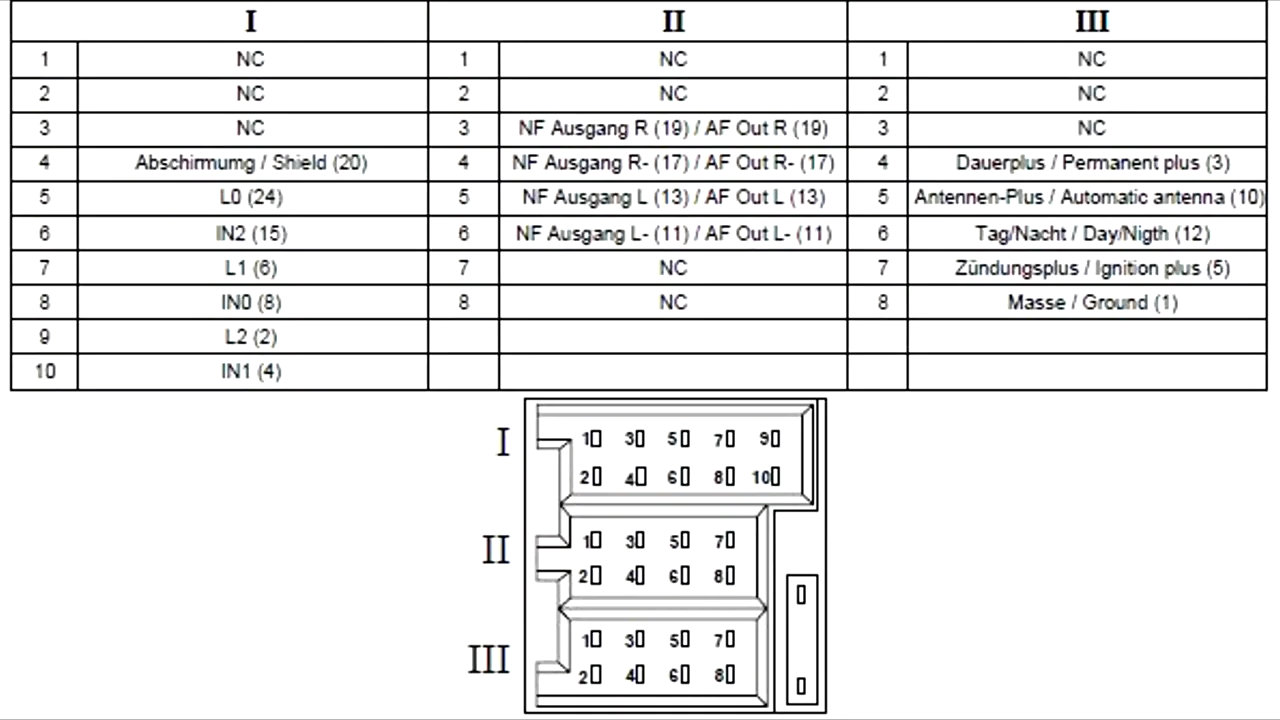 I II III
1 NC 1 NC 1 NC
2 NC 2 NC 2 NC
3 NC 3 NF Ausgang R (19) / AF Out R (19) 3 NC
4 Abschirmumg / Shield (20) 4 NF Ausgang R- (17) / AF Out R- (17) 4 Dauerplus / Permanent plus (3)
5 L0 (24) 5 NF Ausgang L (13) / AF Out L (13) 5 Antennen-Plus / Automatic antenna (10)
6 IN2 (15) 6 NF Ausgang L- (11) / AF Out L- (11) 6 Tag/Nacht / Day/Nigth (12)
7 L1 (6) 7 NC 7 Zündungsplus / Ignition plus (5)
8 IN0 (8) 8 NC 8 Masse / Ground (1)
9 L2 (2)
10 IN1 (4)
I
1 3 5 7 9
2 4 6 8 10
II
1 3 5 7
2 4 6 8
III
1 3 5 7
2 4 6 8